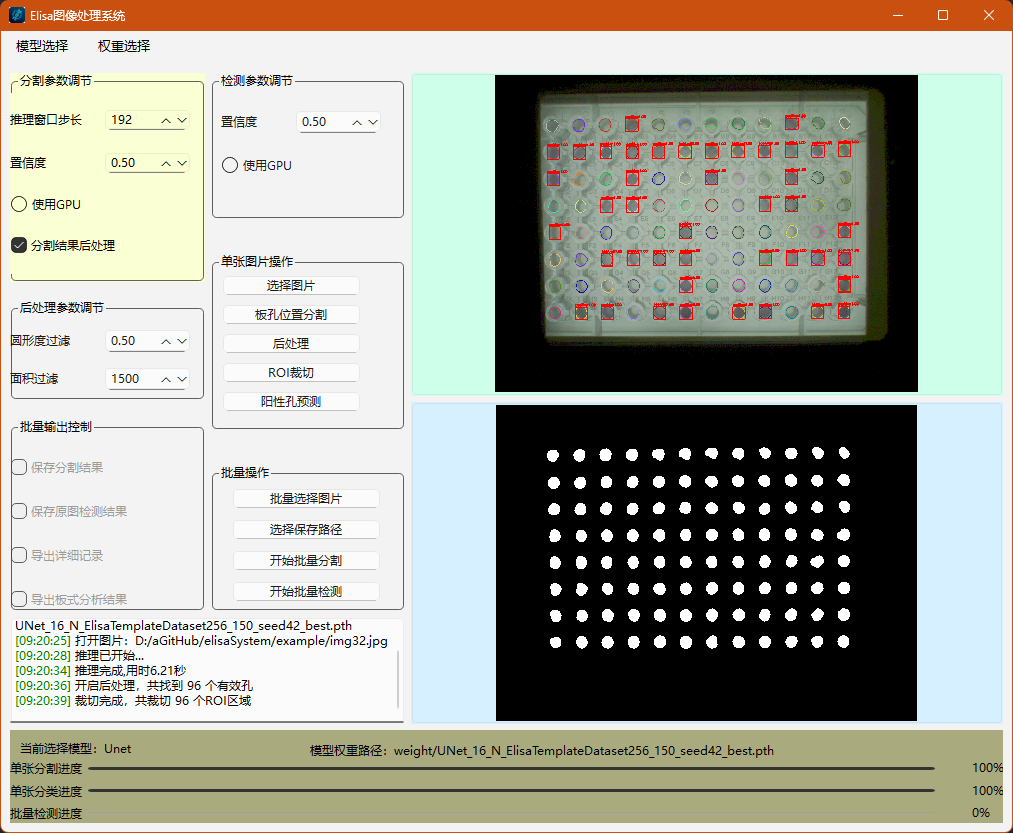 Elisa图像处理系统
模型选择 权重选择
分割参数调节
推理窗口步长 192
置信度 0.50
使用GPU
分割结果后处理
后处理参数调节
圆形度过滤 0.50
面积过滤 1500
批量输出控制
保存分割结果
保存原图检测结果
导出详细记录
导出板式分析结果
检测参数调节
置信度 0.50
使用GPU
单张图片操作
选择图片
板孔位置分割
后处理
ROI裁切
阳性孔预测
批量操作
批量选择图片
选择保存路径
开始批量分割
开始批量检测
UNet_16_N_ElisaTemplateDataset256_150_seed42_best.pth
[09:20:25] 打开图片：D:/aGitHub/elisaSystem/example/img32.jpg
[09:20:28] 推理已开始...
[09:20:34] 推理完成,用时6.21秒
[09:20:36] 开启后处理，共找到 96 个有效孔
[09:20:39] 裁切完成，共裁切 96 个ROI区域
当前选择模型：Unet 模型权重路径：weight/UNet_16_N_ElisaTemplateDataset256_150_seed42_best.pth
单张分割进度 100%
单张分类进度 100%
批量检测进度 0%